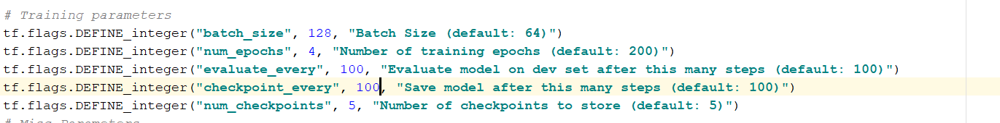 # Training parameters
tf.flags.DEFINE_integer("batch_size", 128, "Batch Size (default: 64)")
tf.flags.DEFINE_integer("num_epochs", 4, "Number of training epochs (default: 200)")
tf.flags.DEFINE_integer("evaluate_every", 100, "Evaluate model on dev set after this many steps (default: 100)")
tf.flags.DEFINE_integer("checkpoint_every", 100, "Save model after this many steps (default: 100)")
tf.flags.DEFINE_integer("num_checkpoints", 5, "Number of checkpoints to store (default: 5)")
# Misc Parameters